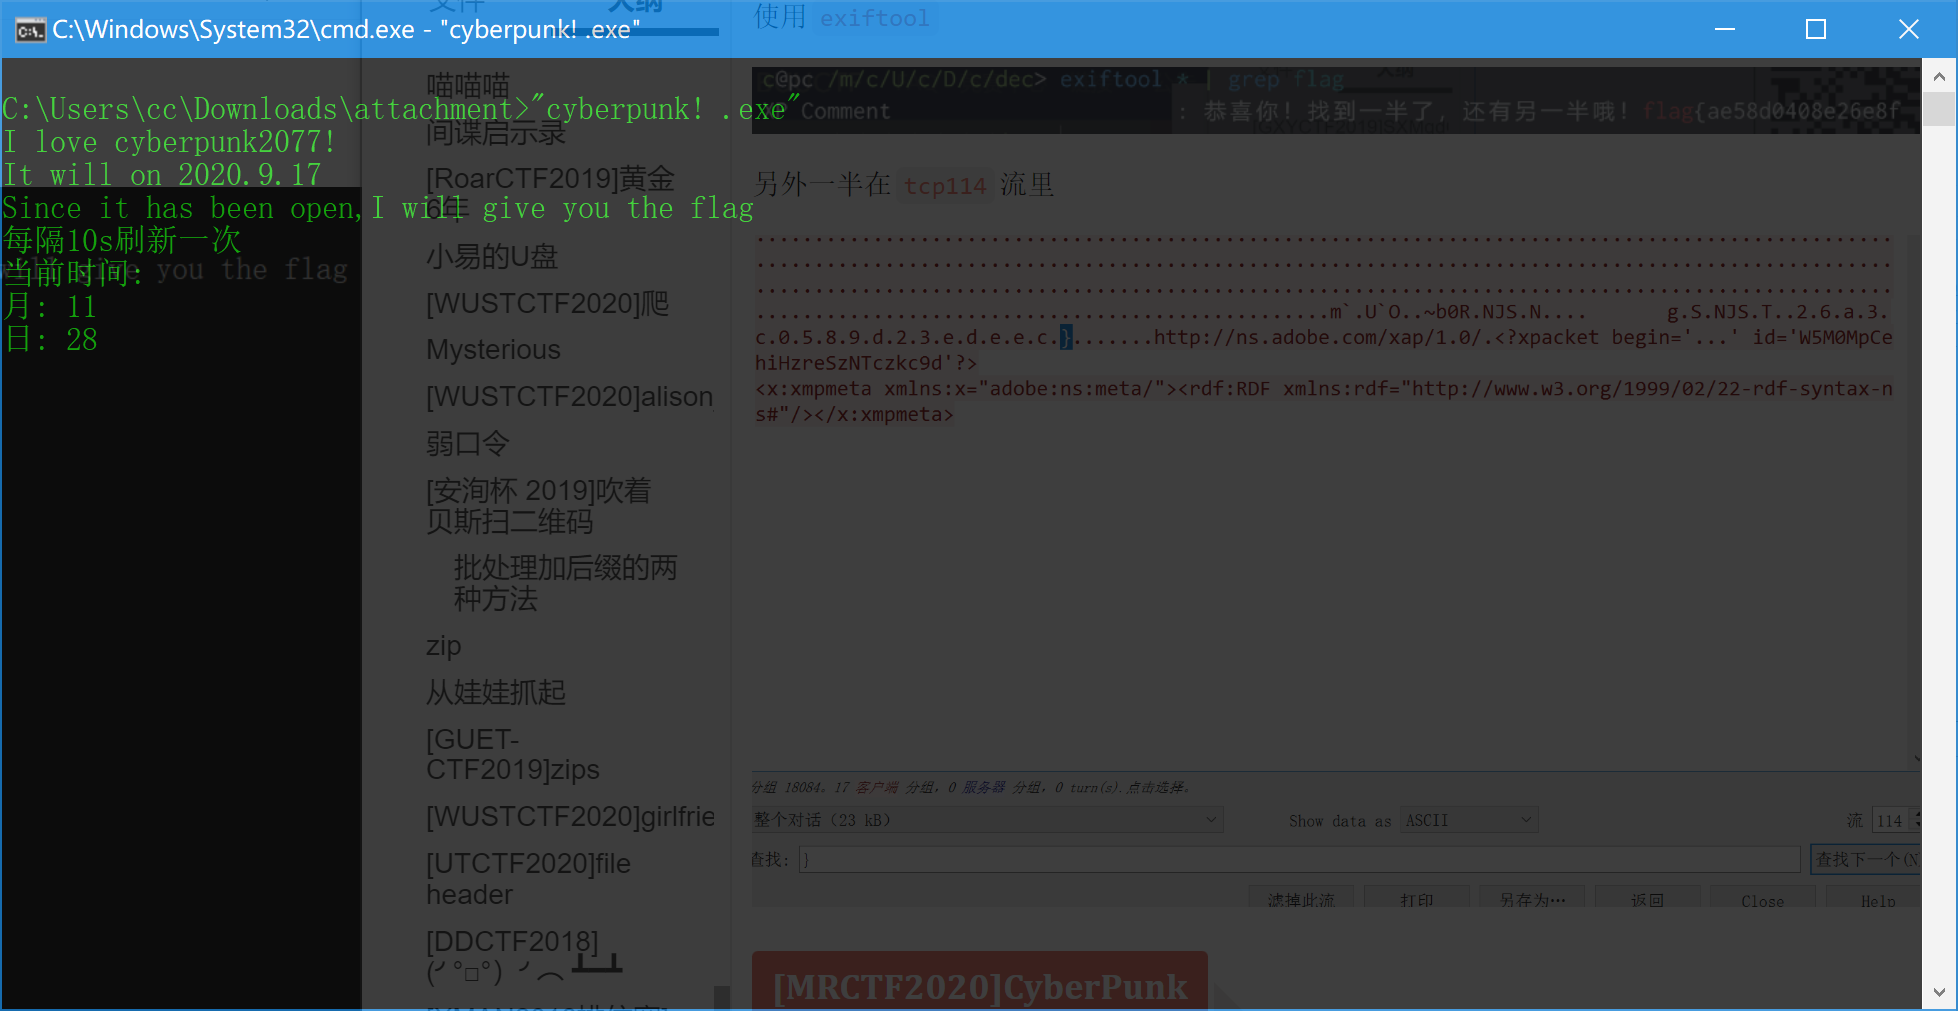 C:\Windows\System32\cmd.exe - "cyberpunk! .exe"
C:\Users\cc\Downloads\attachment>"cyberpunk! .exe"
I love cyberpunk2077!
It will on 2020.9.17
Since it has been open,I will give you the flag
每隔10s刷新一次
当前时间:
月: 11
日: 28
give you the flag
文件
大纲
喵喵喵
间谍启示录
[RoarCTF2019]黄金
6年
小易的U盘
[WUSTCTF2020]爬
Mysterious
[WUSTCTF2020]alison
弱口令
[安洵杯 2019]吹着
贝斯扫二维码
批处理加后缀的两
种方法
zip
从娃娃抓起
[GUET-
CTF2019]zips
[WUSTCTF2020]girlfrie
[UTCTF2020]file
header
[DDCTF2018]
(╯°□°）╯︵ ┻━┻
使用 exiftool
c@pc /m/c/U/c/D/c/dec> exiftool * | grep flag
Comment : 恭喜你！找到一半了，还有另一半哦！flag{ae58d0408e26e8f
另外一半在 tcp114 流里
m`.U`O..~b0R.NJS.N.... g.S.NJS.T..2.6.a.3.
c.0.5.8.9.d.2.3.e.d.e.e.c.}.......http://ns.adobe.com/xap/1.0/.<?xpacket begin='...' id='W5M0MpCe
hiHzreSzNTczkc9d'?>
<x:xmpmeta xmlns:x="adobe:ns:meta/"><rdf:RDF xmlns:rdf="http://www.w3.org/1999/02/22-rdf-syntax-n
s#"/></x:xmpmeta>
分组 18084。17 客户端 分组，0 服务器 分组，0 turn(s).点击选择。
整个对话 (23 kB)
Show data as ASCII
流 114
查找: }
查找下一个(N
滤掉此流
打印
另存为…
返回
Close
Help
[MRCTF2020]CyberPunk